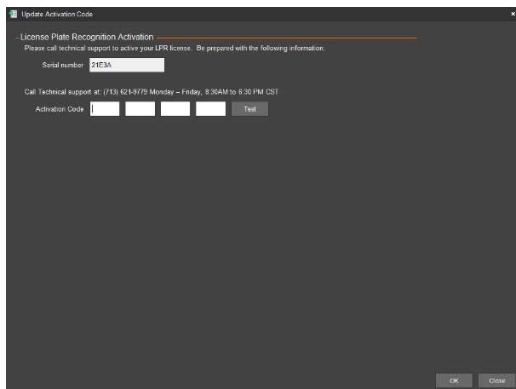 Update Activation Code
License Plate Recognition Activation
Please call technical support to active your LPR license. Be prepared with the following information:
Serial number 21E3A
Call Technical support at: (713) 621-9779 Monday – Friday, 8:30AM to 6:30 PM CST
Activation Code Test
OK Close